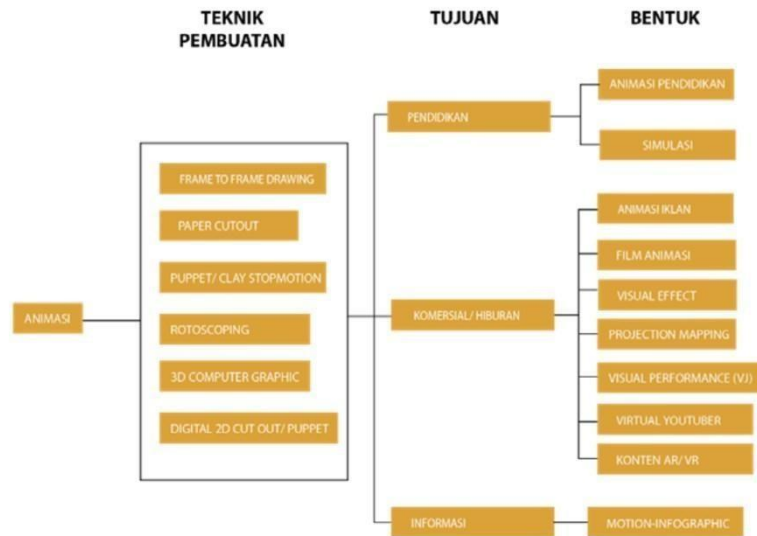 TEKNIK
PEMBUATAN
TUJUAN
BENTUK
ANIMASI
FRAME TO FRAME DRAWING
PAPER CUTOUT
PUPPET/ CLAY STOPMOTION
ROTOSCOPING
3D COMPUTER GRAPHIC
DIGITAL 2D CUT OUT/ PUPPET
PENDIDIKAN
ANIMASI PENDIDIKAN
SIMULASI
KOMERSIAL/ HIBURAN
ANIMASI IKLAN
FILM ANIMASI
VISUAL EFFECT
PROJECTION MAPPING
VISUAL PERFORMANCE (VJ)
VIRTUAL YOUTUBER
KONTEN AR/ VR
INFORMASI
MOTION-INFOGRAPHIC